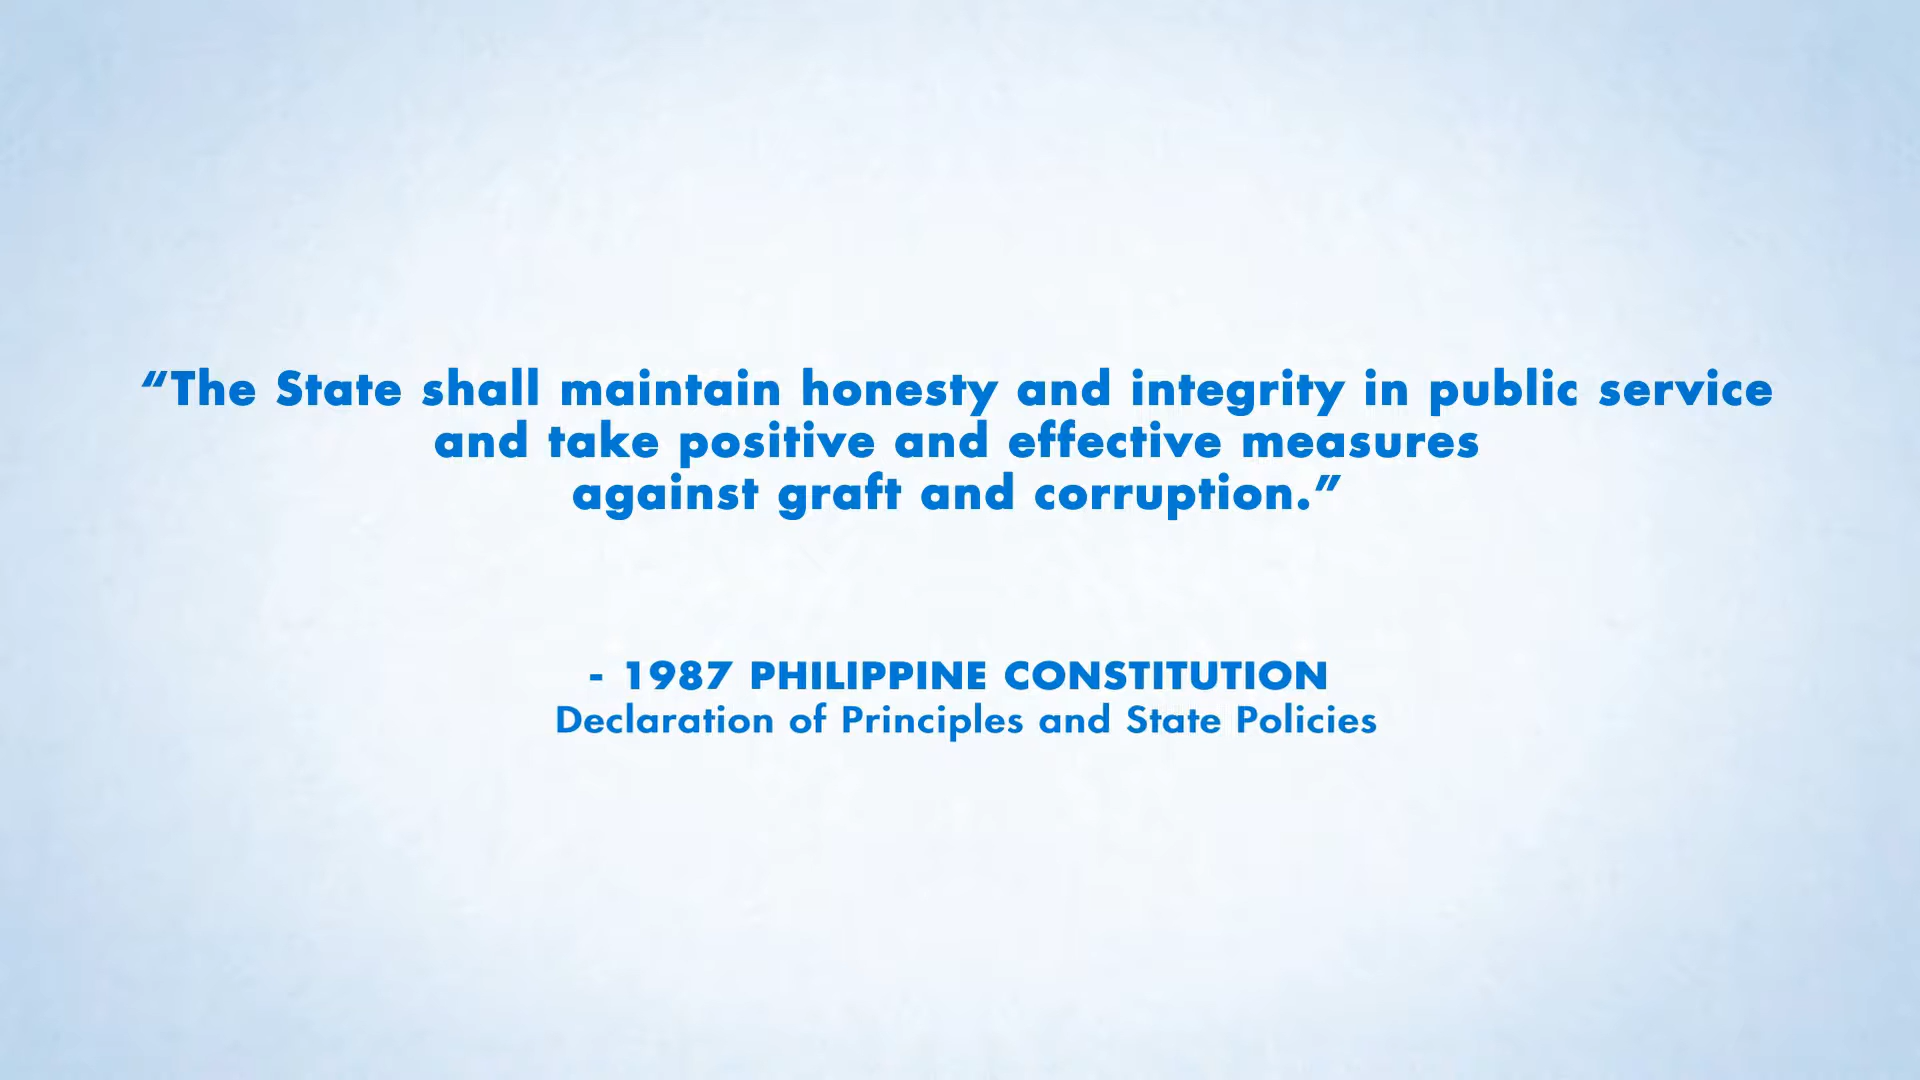 “The State shall maintain honesty and integrity in public service
and take positive and effective measures
against graft and corruption.”
- 1987 PHILIPPINE CONSTITUTION
Declaration of Principles and State Policies